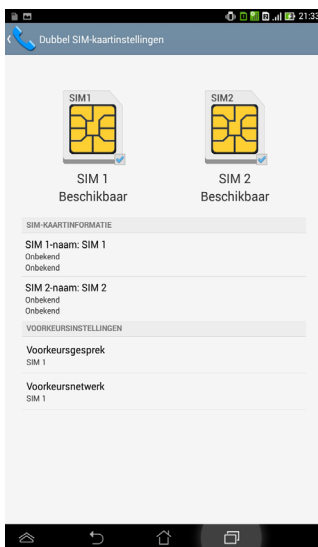 21:33
Dubbel SIM-kaartinstellingen
SIM1 SIM2
SIM 1 SIM 2
Beschikbaar Beschikbaar
SIM-KAARTINFORMATIE
SIM 1-naam: SIM 1
Onbekend
Onbekend
SIM 2-naam: SIM 2
Onbekend
Onbekend
VOORKEURSINSTELLINGEN
Voorkeursgesprek
SIM 1
Voorkeursnetwerk
SIM 1